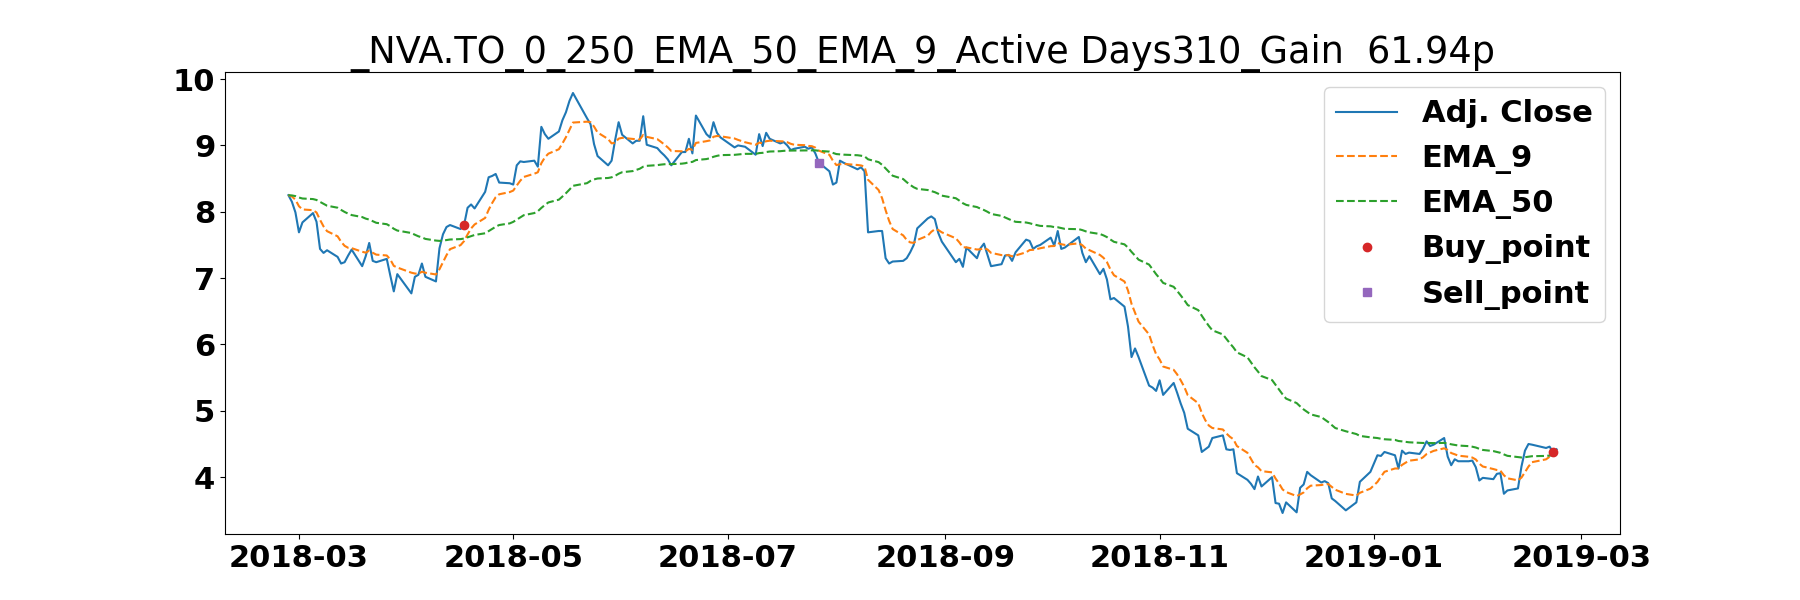 _NVA.TO_0_250_EMA_50_EMA_9_Active Days310_Gain  61.94p
10
9
8
7
6
5
4
Adj. Close
EMA_9
EMA_50
Buy_point
Sell_point
2018-03 2018-05 2018-07 2018-09 2018-11 2019-01 2019-03